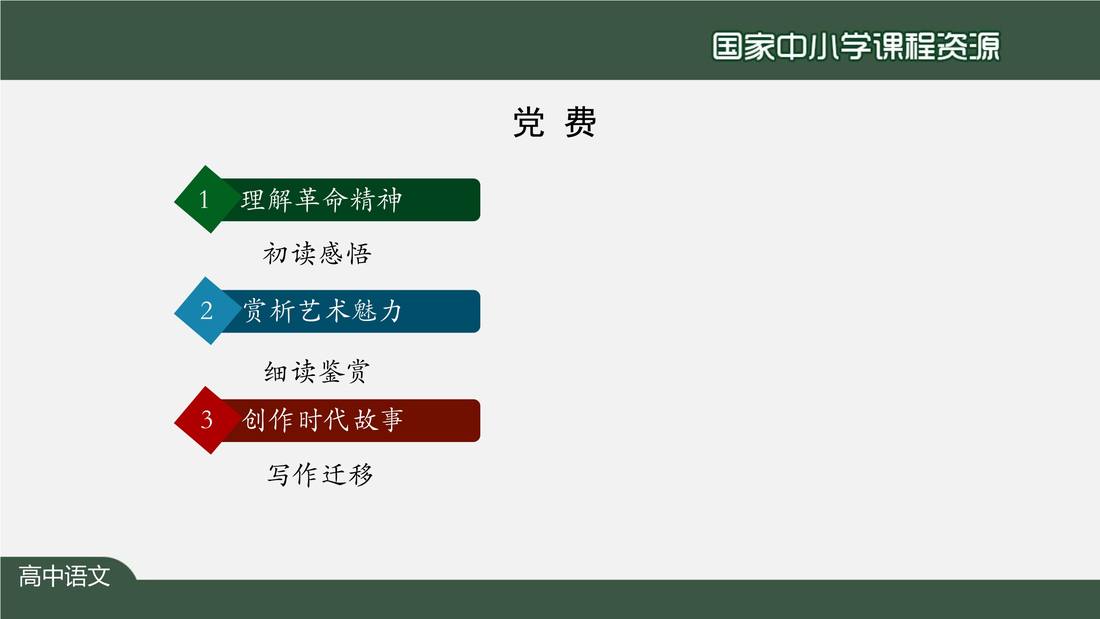 国家中小学课程资源
党 费
1 理解革命精神
初读感悟
2 赏析艺术魅力
细读鉴赏
3 创作时代故事
写作迁移
高中语文